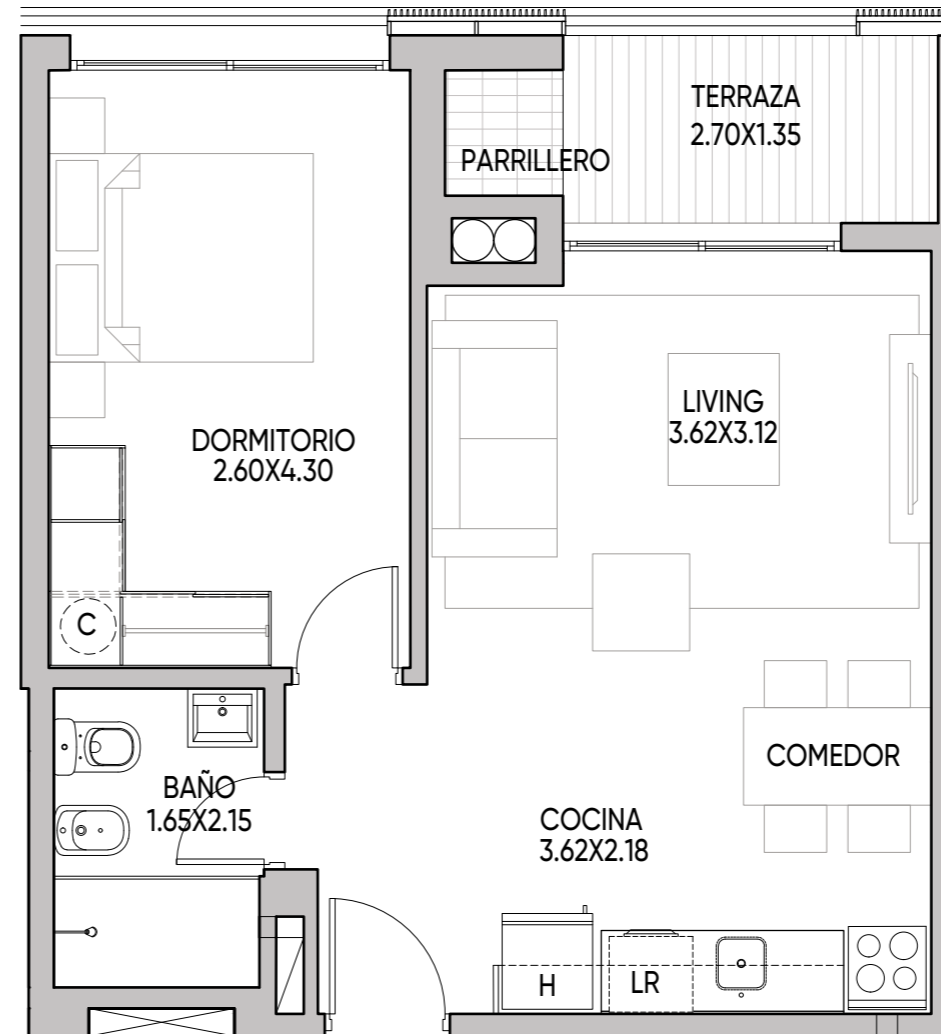 TERRAZA
2.70X1.35
PARRILLERO
LIVING
3.62X3.12
DORMITORIO
2.60X4.30
C
COMEDOR
BAÑO
1.65X2.15
COCINA
3.62X2.18
H
LR